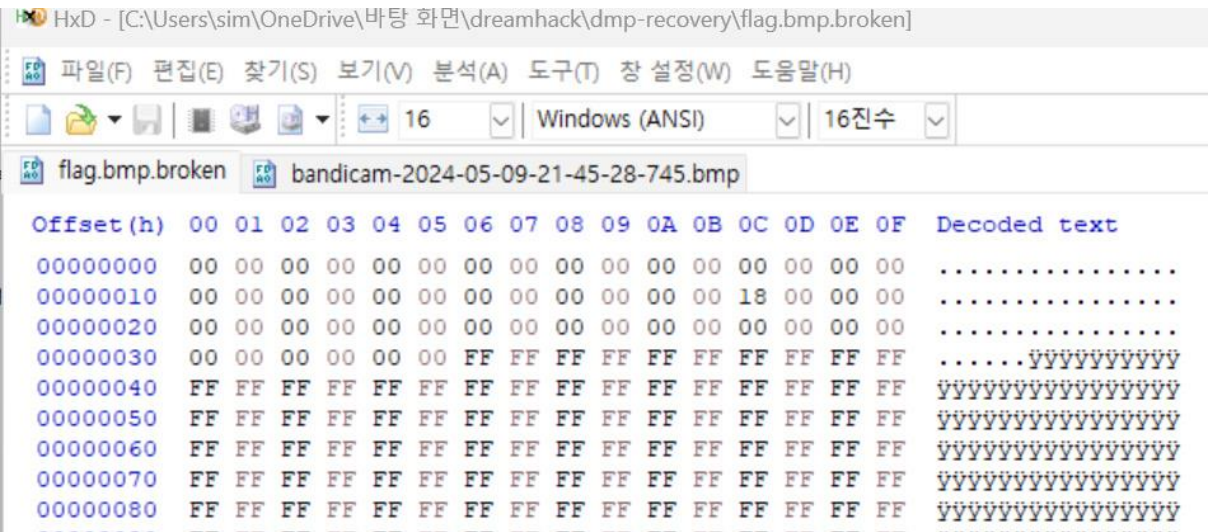 HxD - [C:\Users\sim\OneDrive\바탕 화면\dreamhack\dmp-recovery\flag.bmp.broken]
파일(F) 편집(E) 찾기(S) 보기(V) 분석(A) 도구(T) 창 설정(W) 도움말(H)
16 Windows (ANSI) 16진수
flag.bmp.broken bandicam-2024-05-09-21-45-28-745.bmp
Offset(h) 00 01 02 03 04 05 06 07 08 09 0A 0B 0C 0D 0E 0F Decoded text
00000000 00 00 00 00 00 00 00 00 00 00 00 00 00 00 00 00 ................
00000010 00 00 00 00 00 00 00 00 00 00 00 00 18 00 00 00 ................
00000020 00 00 00 00 00 00 00 00 00 00 00 00 00 00 00 00 ................
00000030 00 00 00 00 00 00 FF FF FF FF FF FF FF FF FF FF ......ÿÿÿÿÿÿÿÿÿÿ
00000040 FF FF FF FF FF FF FF FF FF FF FF FF FF FF FF FF ÿÿÿÿÿÿÿÿÿÿÿÿÿÿÿÿ
00000050 FF FF FF FF FF FF FF FF FF FF FF FF FF FF FF FF ÿÿÿÿÿÿÿÿÿÿÿÿÿÿÿÿ
00000060 FF FF FF FF FF FF FF FF FF FF FF FF FF FF FF FF ÿÿÿÿÿÿÿÿÿÿÿÿÿÿÿÿ
00000070 FF FF FF FF FF FF FF FF FF FF FF FF FF FF FF FF ÿÿÿÿÿÿÿÿÿÿÿÿÿÿÿÿ
00000080 FF FF FF FF FF FF FF FF FF FF FF FF FF FF FF FF ÿÿÿÿÿÿÿÿÿÿÿÿÿÿÿÿ